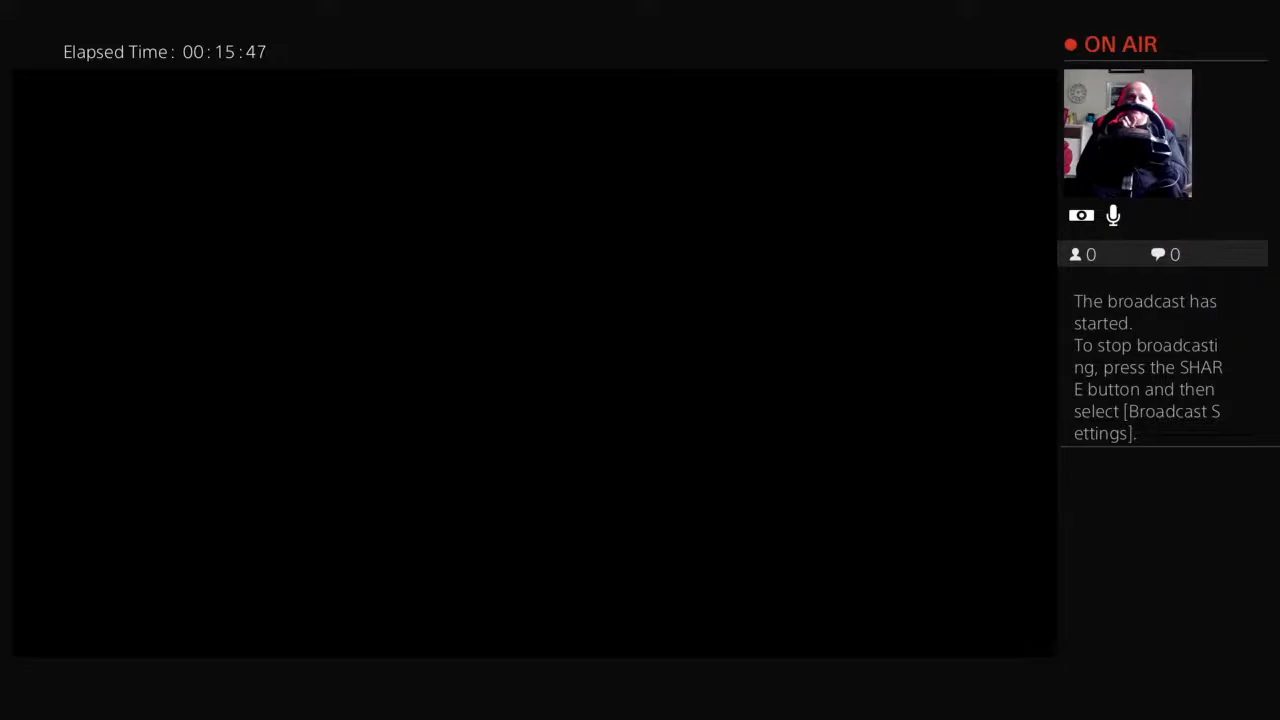 Elapsed Time: 00:15:47
ON AIR
0 0
The broadcast has
started.
To stop broadcasti
ng, press the SHAR
E button and then
select [Broadcast S
ettings].